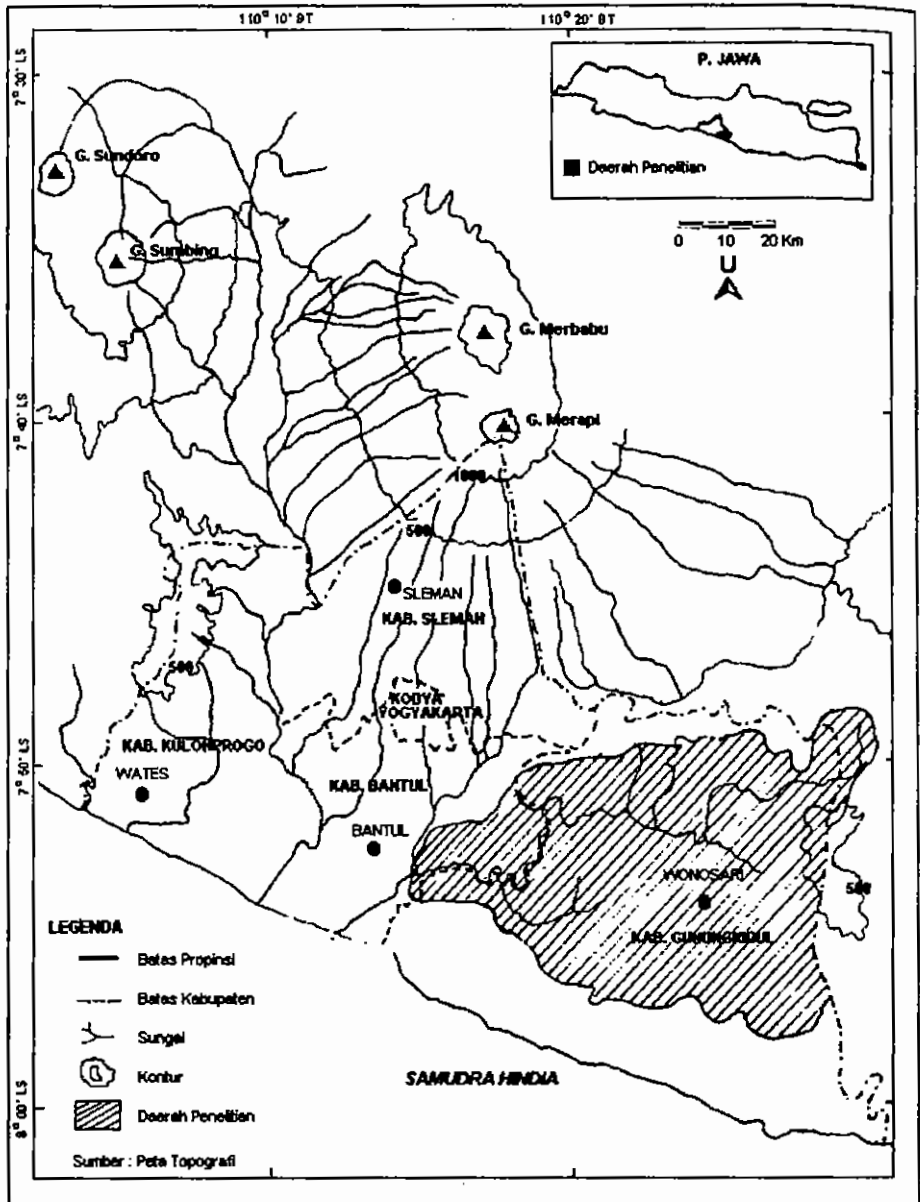 110° 10' BT
110° 20' BT
7° 30' LS
7° 40' LS
7° 50' LS
8° 00' LS
P. JAWA
Daerah Penelitian
0 10 20 Km
U
G. Sundoro
G. Sumbing
G. Merbabu
G. Merapi
1000
500
SLEMAN
KAB. SLEMAN
KODYA
YOGYAKARTA
500
KAB. KULONPROGO
WATES
KAB. BANTUL
BANTUL
WONOSARI
500
KAB. GUNUNGKIDUL
LEGENDA
Batas Propinsi
Batas Kabupaten
Sungai
Kontur
Daerah Penelitian
Sumber : Peta Topografi
SAMUDRA HINDIA